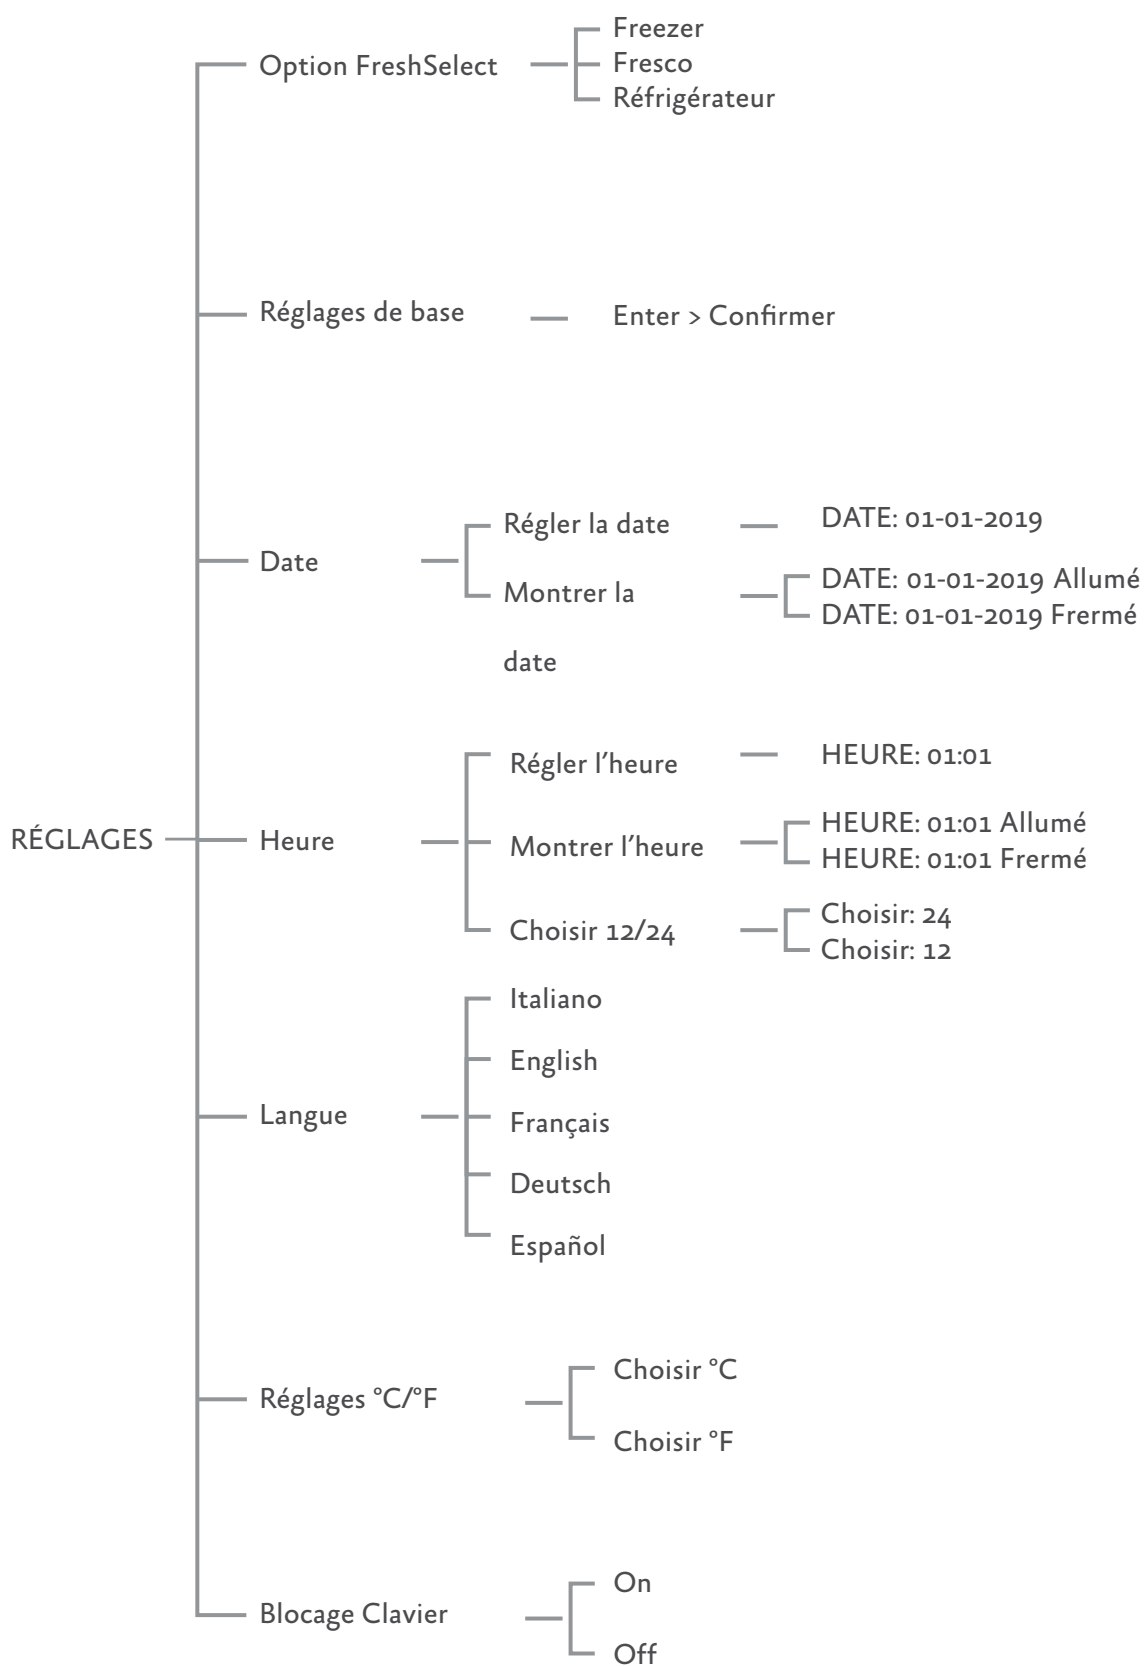 Option FreshSelect
Freezer
Fresco
Réfrigérateur
Réglages de base
Enter > Confirmer
Date
Régler la date
DATE: 01-01-2019
Montrer la
date
DATE: 01-01-2019 Allumé
DATE: 01-01-2019 Frermé
RÉGLAGES
Heure
Régler l'heure
HEURE: 01:01
Montrer l'heure
HEURE: 01:01 Allumé
HEURE: 01:01 Frermé
Choisir 12/24
Choisir: 24
Choisir: 12
Langue
Italiano
English
Français
Deutsch
Español
Réglages °C/°F
Choisir °C
Choisir °F
Blocage Clavier
On
Off